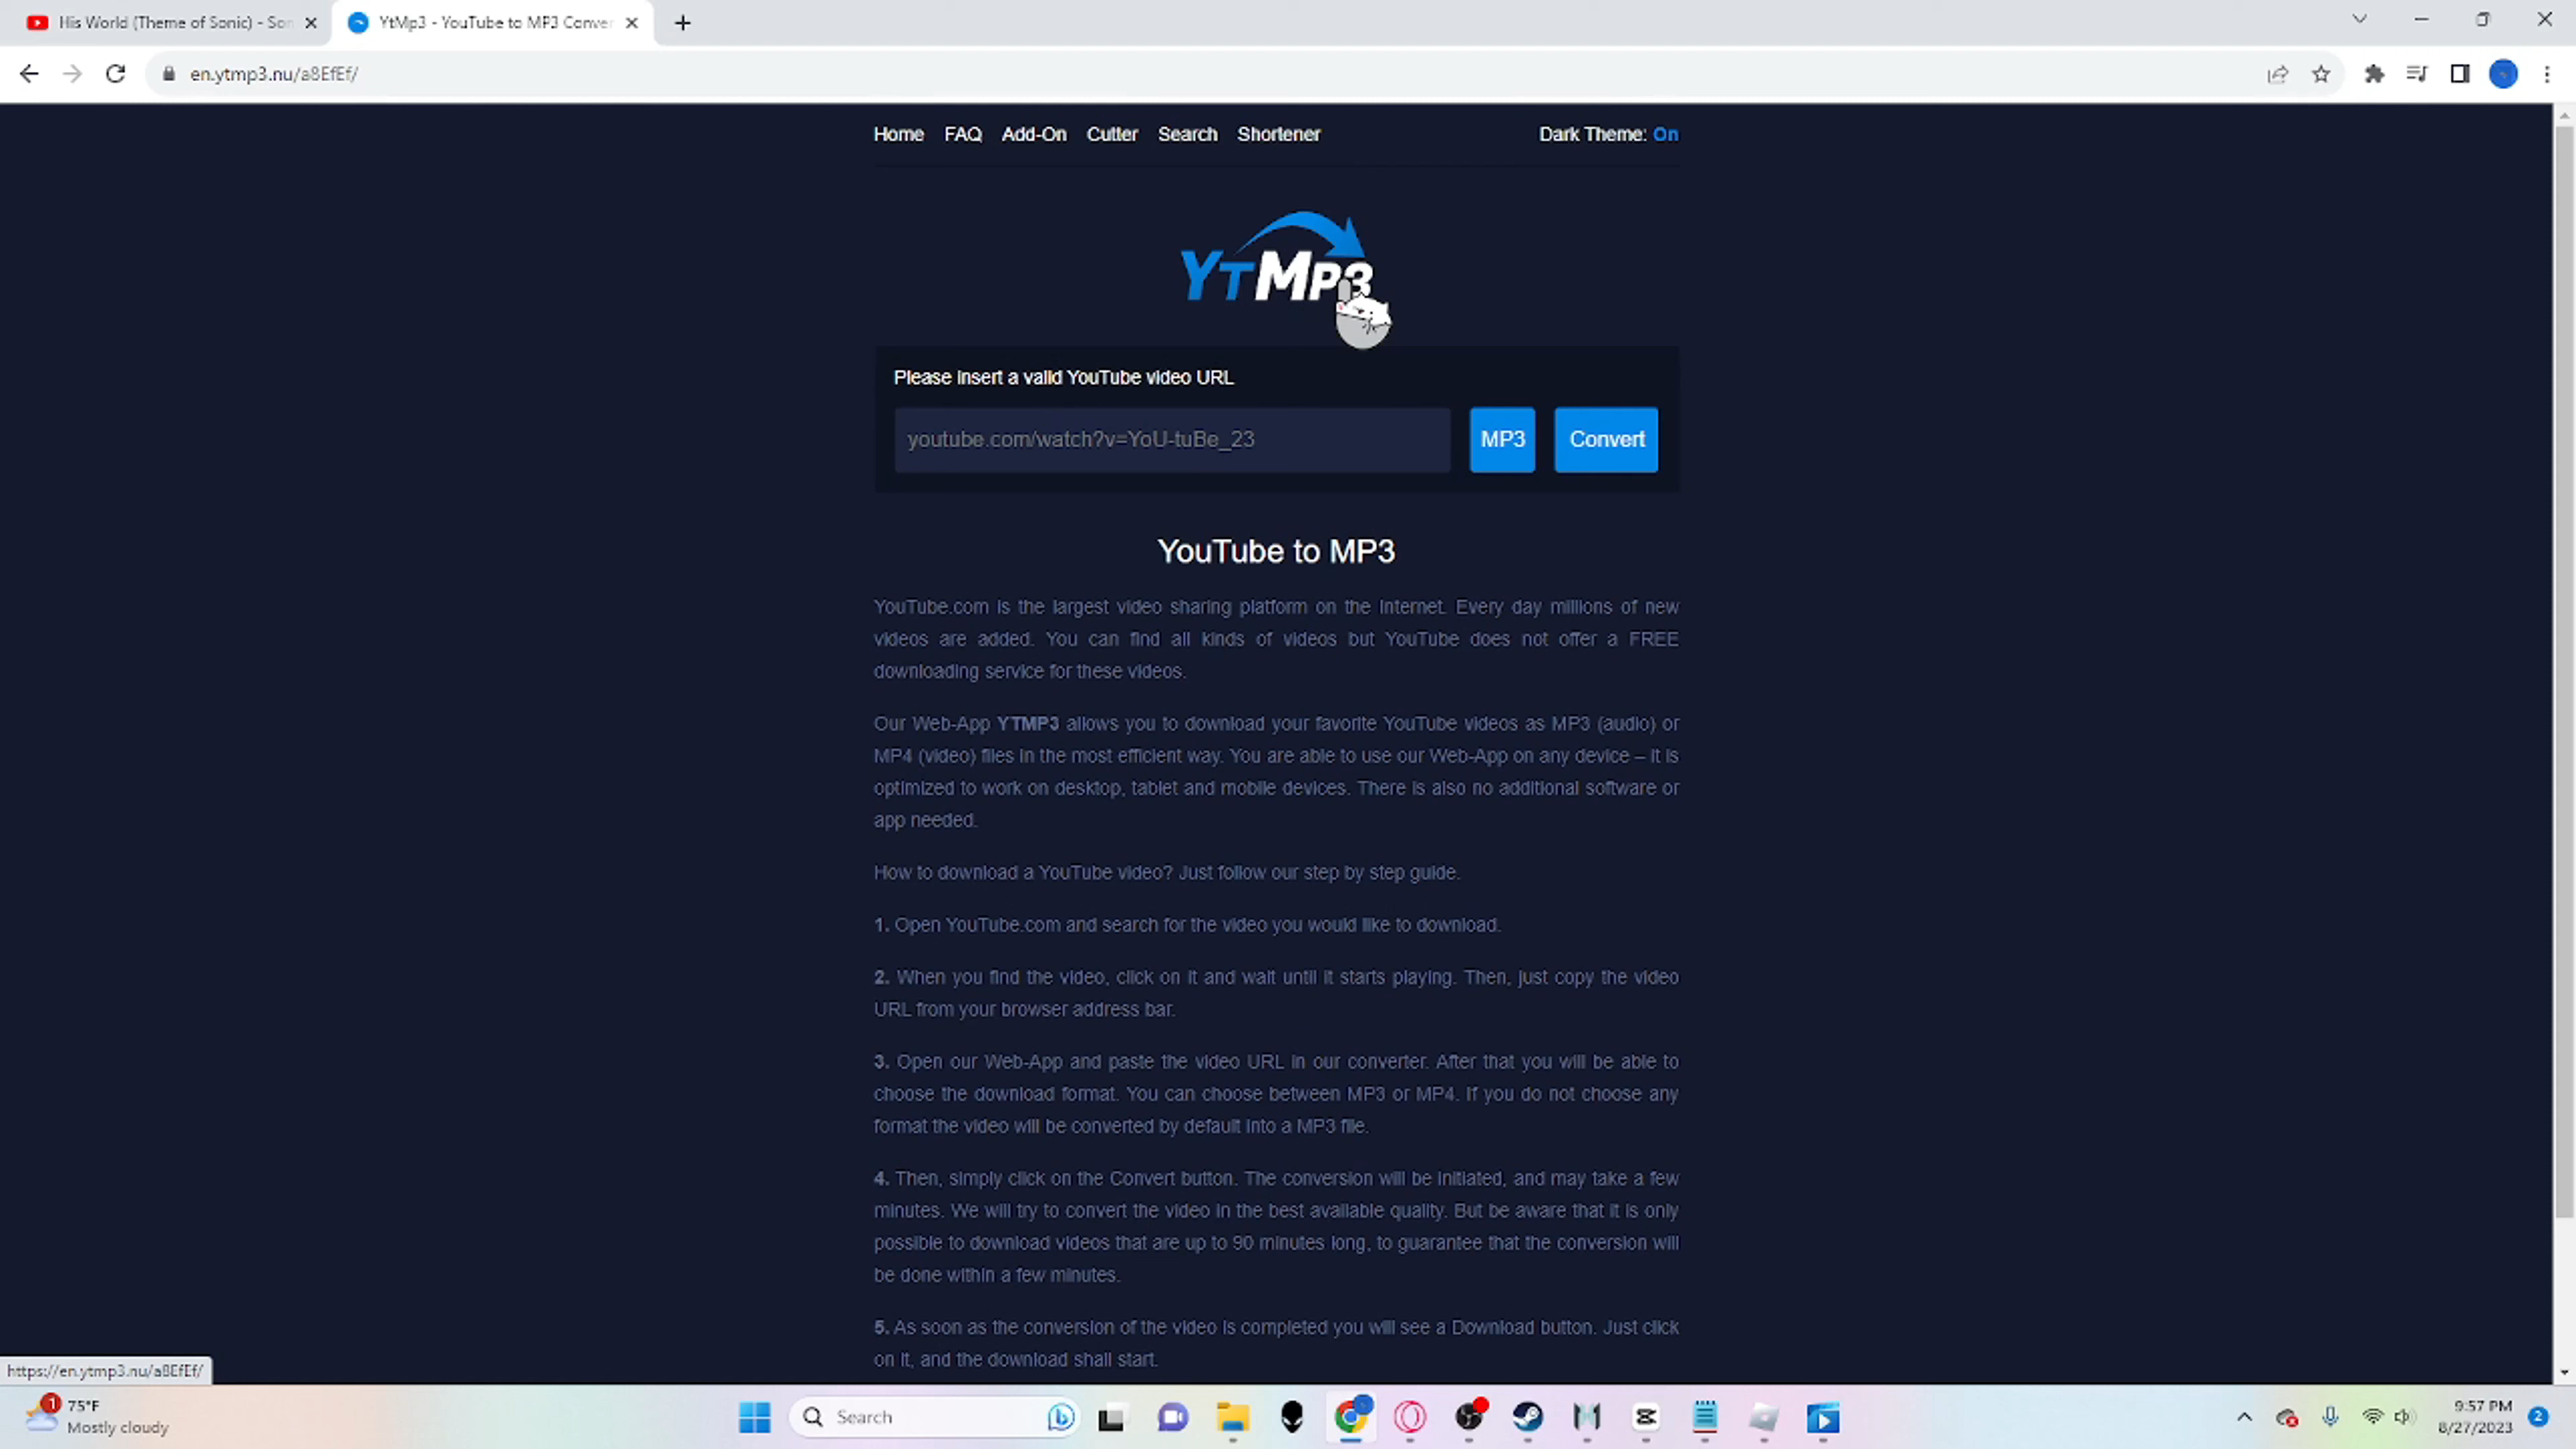 His World (Theme of Sonic) - Son
YtMp3 - YouTube to MP3 Conver
en.ytmp3.nu/a8EfEf/
Home FAQ Add-On Cutter Search Shortener Dark Theme: On
YTMP3
Please insert a valid YouTube video URL
youtube.com/watch?v=YoU-tuBe_23 MP3 Convert
YouTube to MP3
YouTube.com is the largest video sharing platform on the Internet. Every day millions of new
videos are added. You can find all kinds of videos but YouTube does not offer a FREE
downloading service for these videos.
Our Web-App YTMP3 allows you to download your favorite YouTube videos as MP3 (audio) or
MP4 (video) files in the most efficient way. You are able to use our Web-App on any device – it is
optimized to work on desktop, tablet and mobile devices. There is also no additional software or
app needed.
How to download a YouTube video? Just follow our step by step guide.
1. Open YouTube.com and search for the video you would like to download.
2. When you find the video, click on it and wait until it starts playing. Then, just copy the video
URL from your browser address bar.
3. Open our Web-App and paste the video URL in our converter. After that you will be able to
choose the download format. You can choose between MP3 or MP4. If you do not choose any
format the video will be converted by default into a MP3 file.
4. Then, simply click on the Convert button. The conversion will be initiated, and may take a few
minutes. We will try to convert the video in the best available quality. But be aware that it is only
possible to download videos that are up to 90 minutes long, to guarantee that the conversion will
be done within a few minutes.
5. As soon as the conversion of the video is completed you will see a Download button. Just click
on it, and the download shall start.
https://en.ytmp3.nu/a8EfEf/
1
75°F
Mostly cloudy
Search
9:57 PM
8/27/2023
2